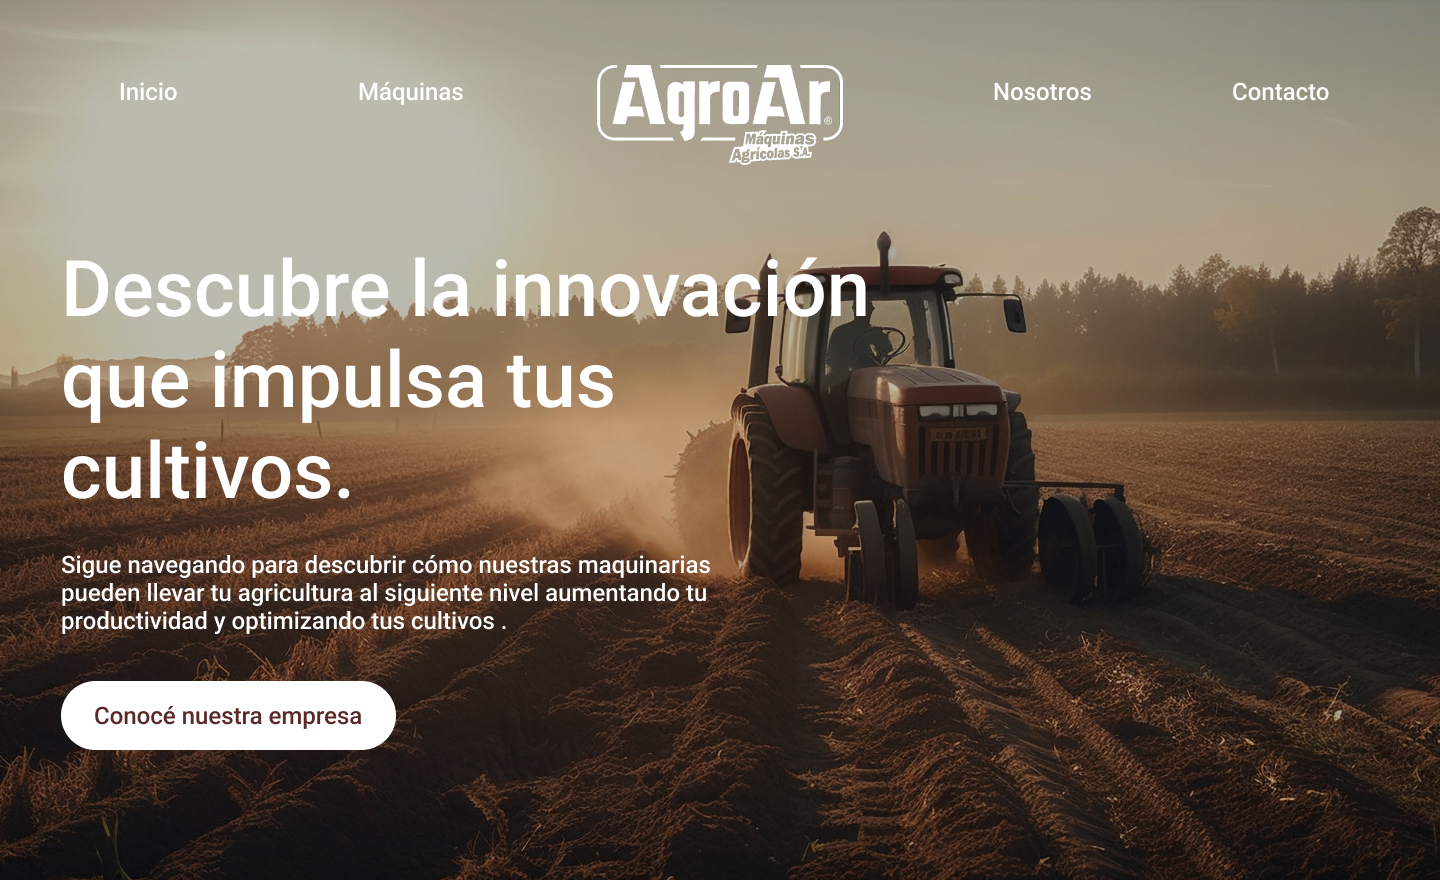 Inicio
Máquinas
AgroAr®
Máquinas
Agrícolas S.A.
Nosotros
Contacto
Descubre la innovación
que impulsa tus
cultivos.
Sigue navegando para descubrir cómo nuestras maquinarias
pueden llevar tu agricultura al siguiente nivel aumentando tu
productividad y optimizando tus cultivos .
Conocé nuestra empresa